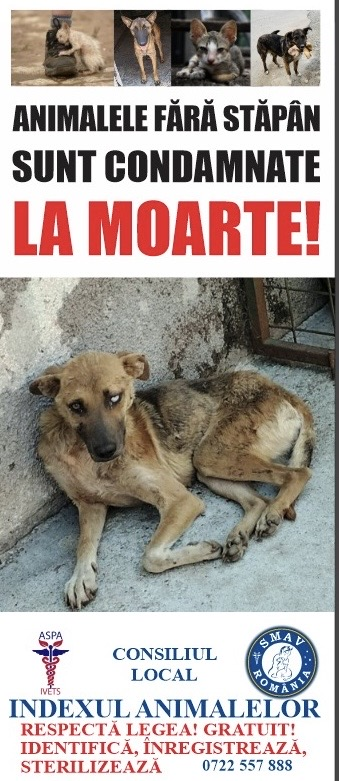 ANIMALELE FĂRĂ STĂPÂN
SUNT CONDAMNATE
LA MOARTE!
ASPA
IVETS
CONSILIUL
LOCAL
SMAV
ROMÂNIA
INDEXUL ANIMALELOR
RESPECTĂ LEGEA! GRATUIT!
IDENTIFICĂ, ÎNREGISTREAZĂ,
STERILIZEAZĂ 0722 557 888